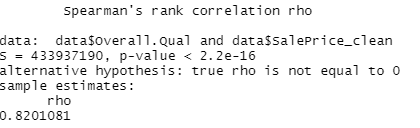 Spearman's rank correlation rho
data: data$Overall.Qual and data$SalePrice_clean
S = 433937190, p-value < 2.2e-16
alternative hypothesis: true rho is not equal to 0
sample estimates:
rho
0.8201081